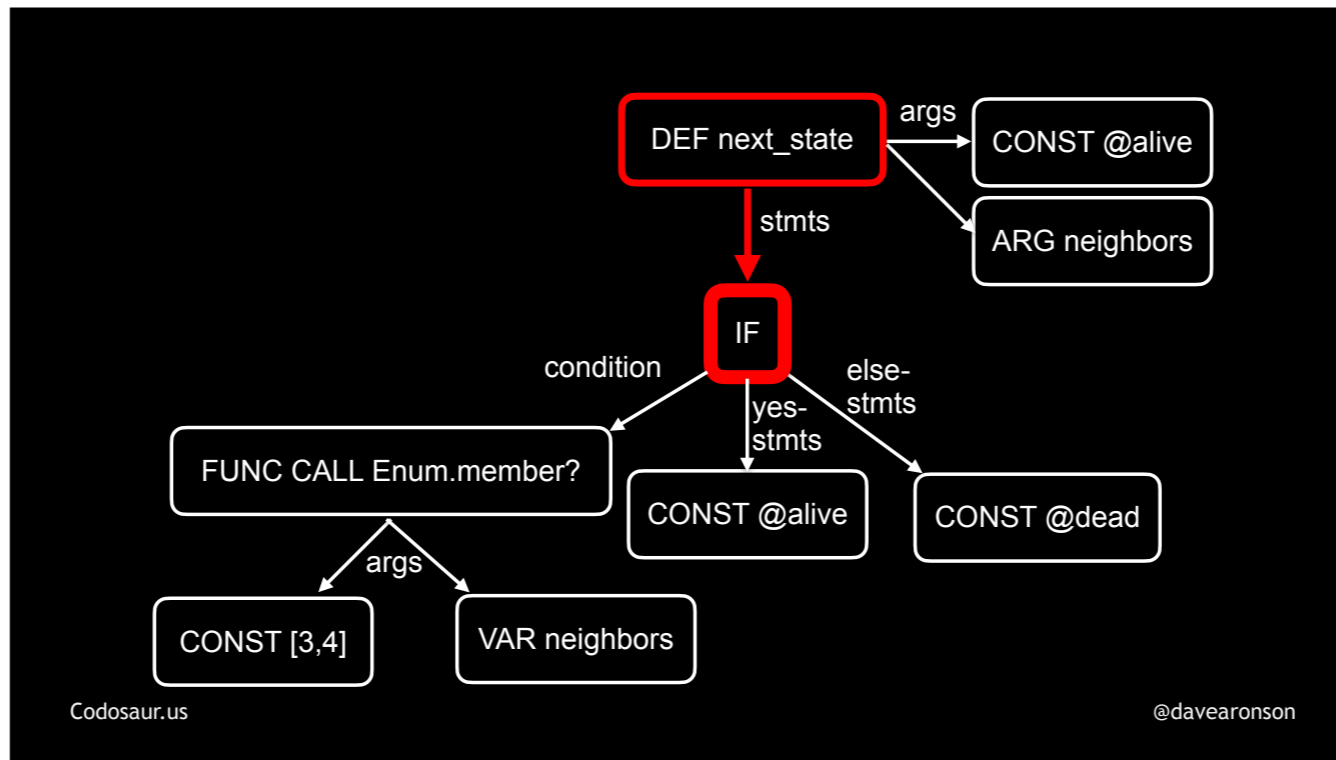 DEF next_state
args
CONST @alive
ARG neighbors
stmts
IF
condition
yes-
stmts
else-
stmts
FUNC CALL Enum.member?
CONST @alive
CONST @dead
args
CONST [3,4]
VAR neighbors
Codosaur.us
@davearonson